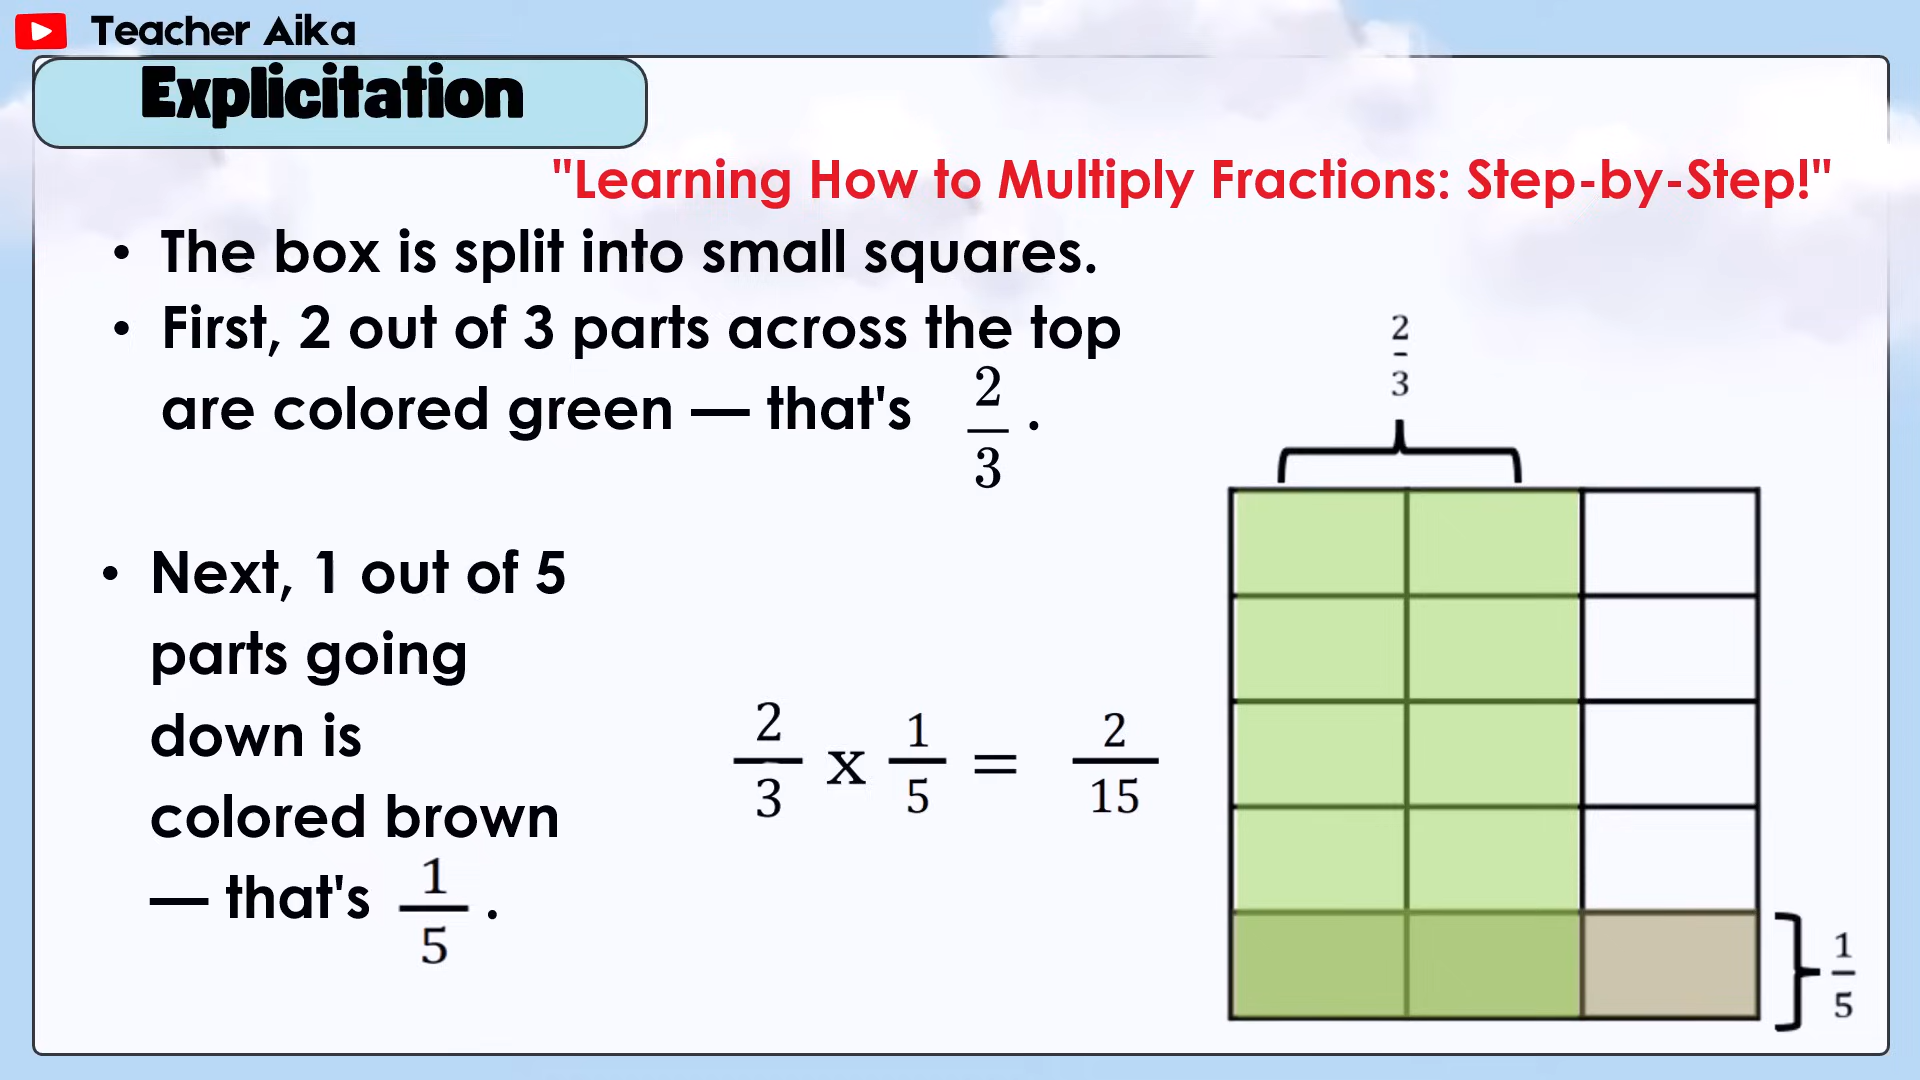 Teacher Aika
Explicitation
"Learning How to Multiply Fractions: Step-by-Step!"
• The box is split into small squares.
• First, 2 out of 3 parts across the top
are colored green — that's 2/3 .
• Next, 1 out of 5
parts going
down is
colored brown
— that's 1/5 .
2/3 x 1/5 = 2/15
2/3
1/5